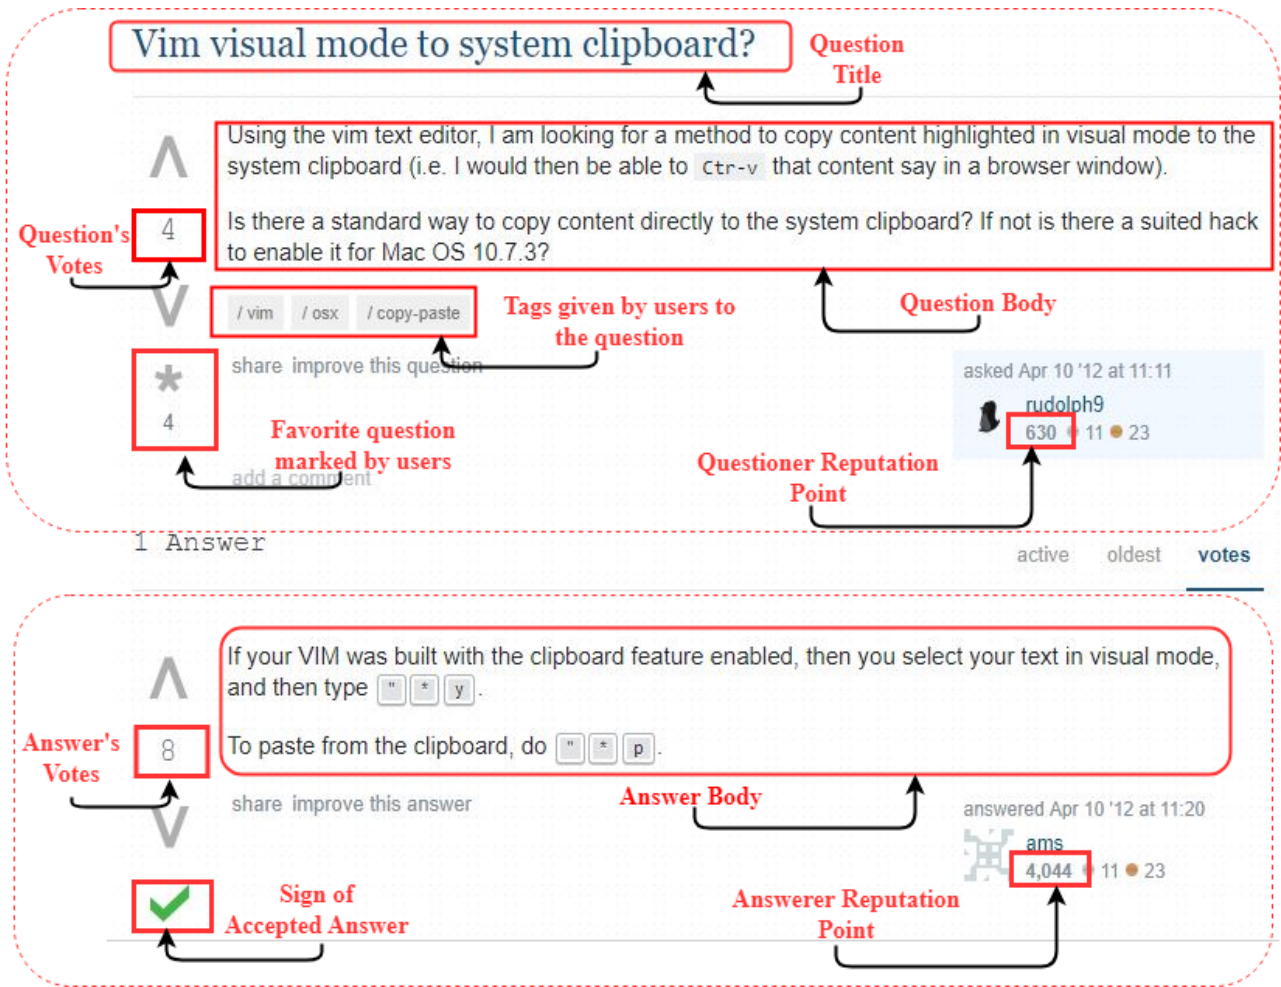 Vim visual mode to system clipboard?
Question
Title
Using the vim text editor, I am looking for a method to copy content highlighted in visual mode to the
system clipboard (i.e. I would then be able to Ctr-v that content say in a browser window).
Question's
Votes
4
Is there a standard way to copy content directly to the system clipboard? If not is there a suited hack
to enable it for Mac OS 10.7.3?
/ vim / osx / copy-paste
Tags given by users to
the question
Question Body
share improve this question
*
4
Favorite question
marked by users
add a comment
asked Apr 10 '12 at 11:11
rudolph9
630 11 23
Questioner Reputation
Point
1 Answer
active oldest votes
If your VIM was built with the clipboard feature enabled, then you select your text in visual mode,
and then type " * y .
Answer's
Votes
8
To paste from the clipboard, do " * p .
share improve this answer
Answer Body
answered Apr 10 '12 at 11:20
ams
4,044 11 23
Sign of
Accepted Answer
Answerer Reputation
Point